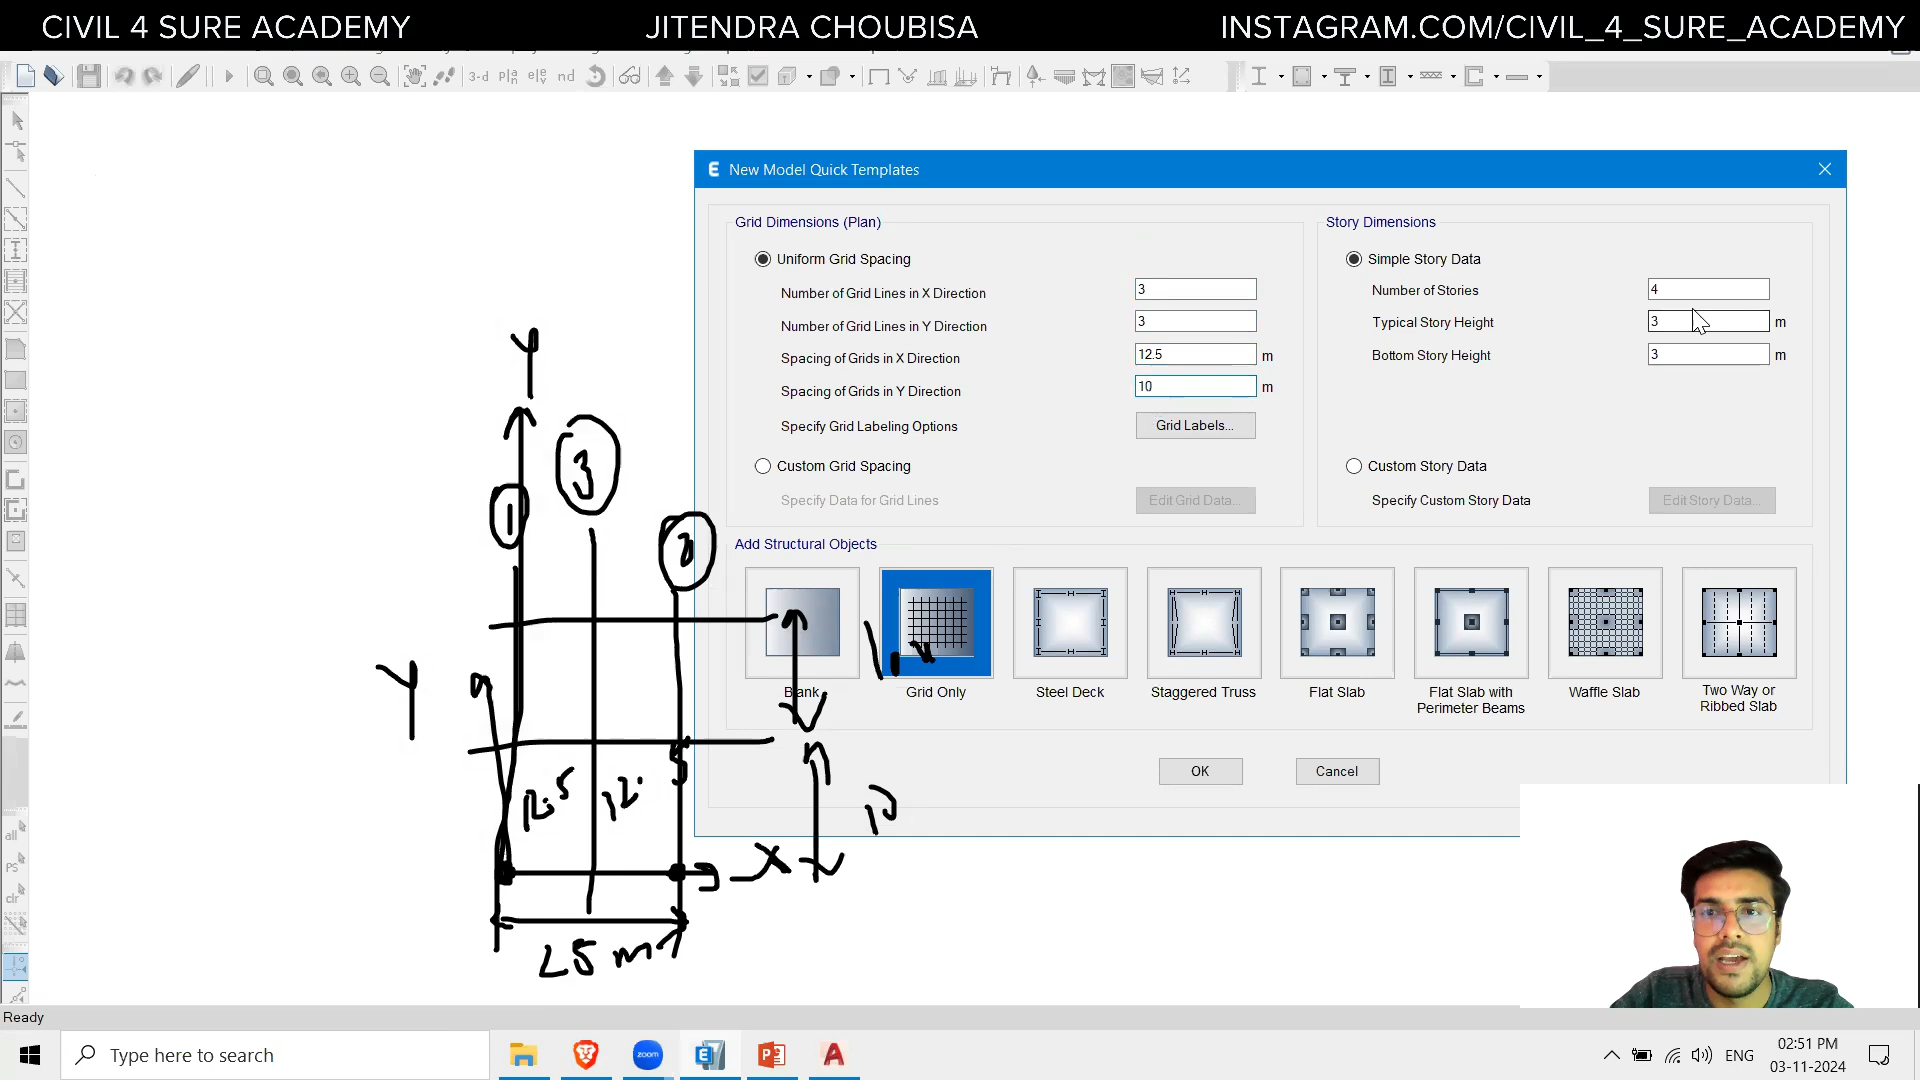 CIVIL 4 SURE ACADEMY JITENDRA CHOUBISA INSTAGRAM.COM/CIVIL_4_SURE_ACADEMY
3-d nd
E New Model Quick Templates
Grid Dimensions (Plan)
Uniform Grid Spacing
Number of Grid Lines in X Direction 3
Number of Grid Lines in Y Direction 3
Spacing of Grids in X Direction 12.5 m
Spacing of Grids in Y Direction 10 m
Specify Grid Labeling Options Grid Labels...
Custom Grid Spacing
Specify Data for Grid Lines Edit Grid Data...
Story Dimensions
Simple Story Data
Number of Stories 4
Typical Story Height 3 m
Bottom Story Height 3 m
Custom Story Data
Specify Custom Story Data Edit Story Data...
Add Structural Objects
Blank
Grid Only
Steel Deck
Staggered Truss
Flat Slab
Flat Slab with
Perimeter Beams
Waffle Slab
Two Way or
Ribbed Slab
OK Cancel
Y
3
1
Y
12.5 12.5
10
X
25 m
all
PS
clr
Ready
Type here to search
zoom
ENG
02:51 PM
03-11-2024